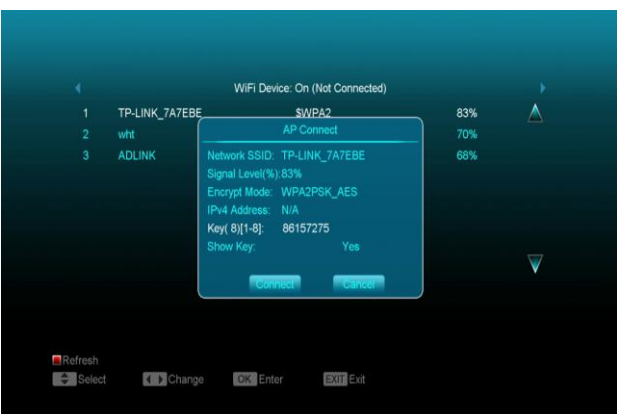 WiFi Device: On (Not Connected)
1 TP-LINK_7A7EBE $WPA2 83%
2 wht 70%
3 ADLINK 68%
AP Connect
Network SSID: TP-LINK_7A7EBE
Signal Level(%): 83%
Encrypt Mode: WPA2PSK_AES
IPv4 Address: N/A
Key( 8)[1-8]: 86157275
Show Key: Yes
Connect Cancel
Refresh
Select Change OK Enter EXIT Exit